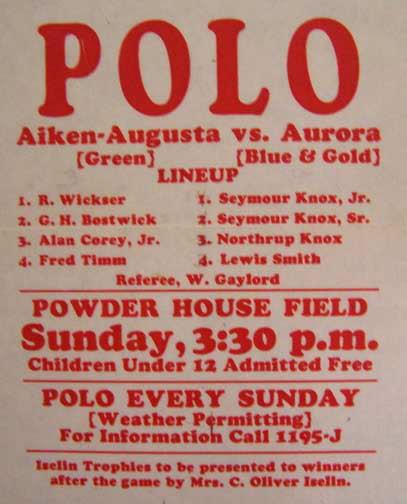 POLO
Aiken-Augusta vs. Aurora
[Green] [Blue & Gold]
LINEUP
1. R. Wickser 1. Seymour Knox, Jr.
2. G. H. Bostwick 2. Seymour Knox, Sr.
3. Alan Corey, Jr. 3. Northrup Knox
4. Fred Timm 4. Lewis Smith
Referee, W. Gaylord
POWDER HOUSE FIELD
Sunday, 3:30 p.m.
Children Under 12 Admitted Free
POLO EVERY SUNDAY
[Weather Permitting]
For Information Call 1195-J
Iselin Trophies to be presented to winners
after the game by Mrs. C. Oliver Iselin.